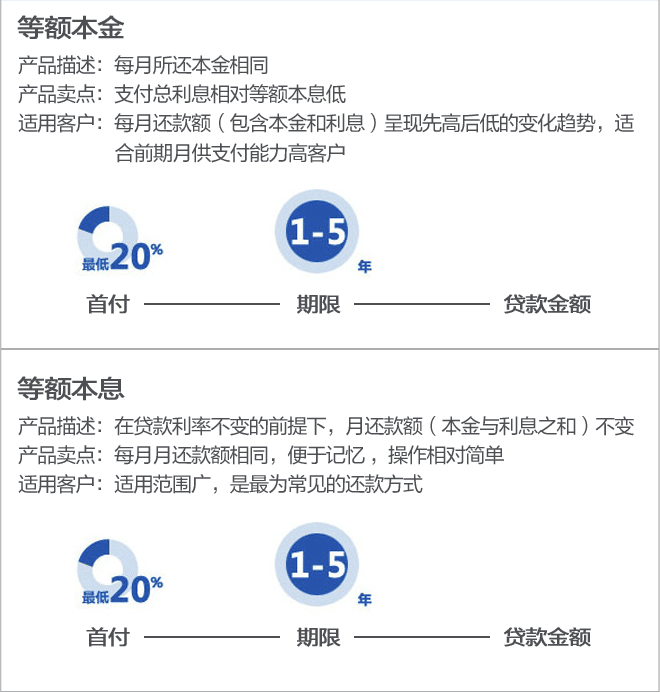 等额本金
产品描述：每月所还本金相同
产品卖点：支付总利息相对等额本息低
适用客户：每月还款额（包含本金和利息）呈现先高后低的变化趋势，适
合前期月供支付能力高客户
最低20%
1-5年
首付 期限 贷款金额
等额本息
产品描述：在贷款利率不变的前提下，月还款额（本金与利息之和）不变
产品卖点：每月月还款额相同，便于记忆，操作相对简单
适用客户：适用范围广，是最为常见的还款方式
最低20%
1-5年
首付 期限 贷款金额